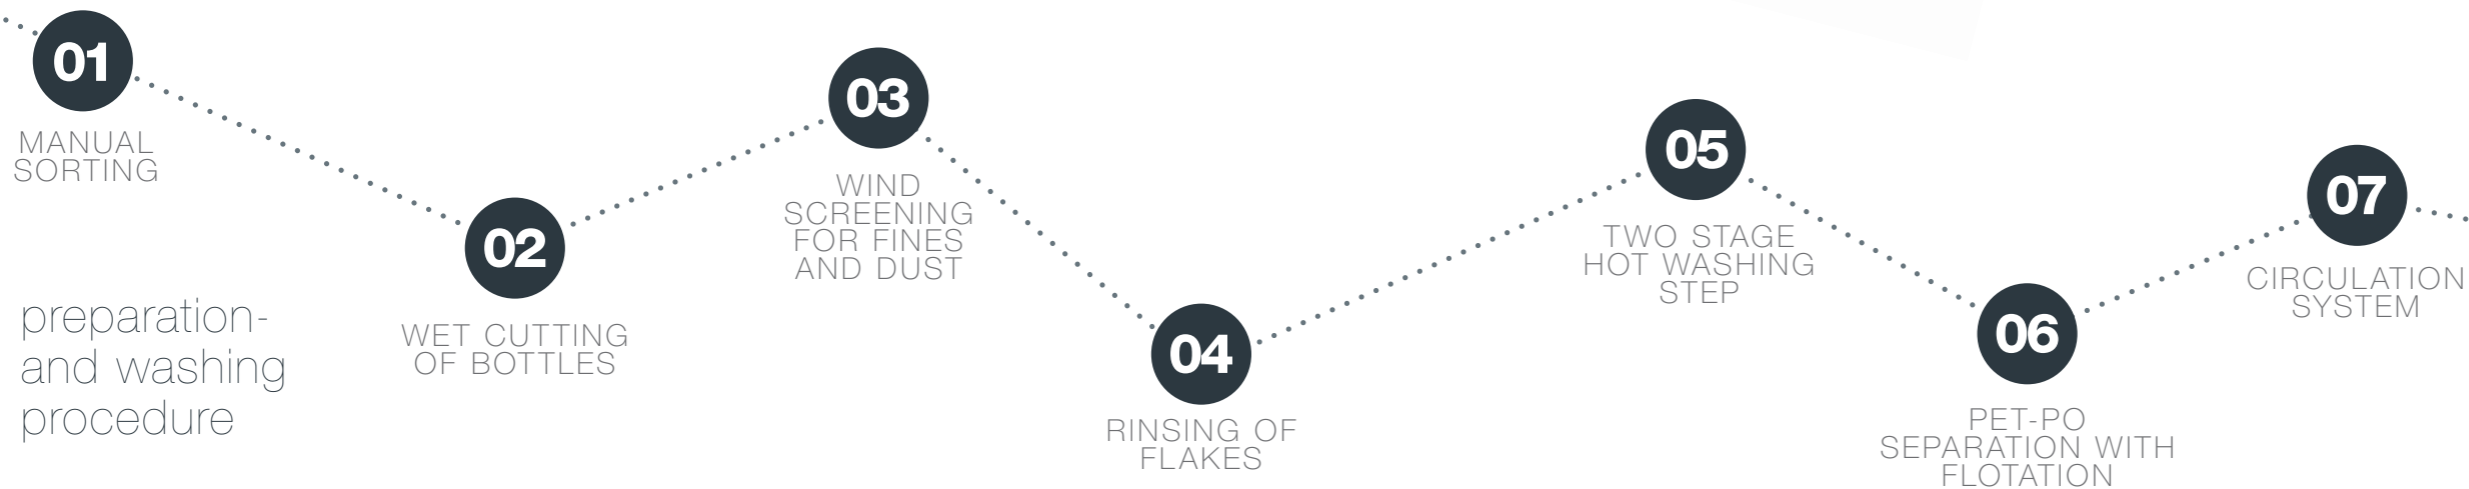 01
MANUAL
SORTING
02
WET CUTTING
OF BOTTLES
03
WIND
SCREENING
FOR FINES
AND DUST
04
RINSING OF
FLAKES
05
TWO STAGE
HOT WASHING
STEP
06
PET-PO
SEPARATION WITH
FLOTATION
07
CIRCULATION
SYSTEM
preparation-
and washing
procedure